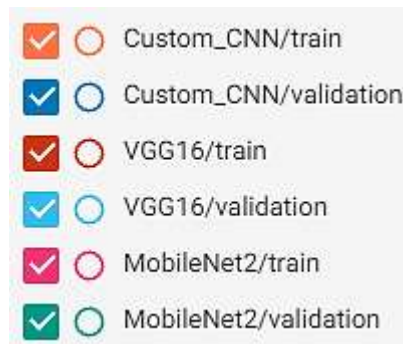 Custom_CNN/train
Custom_CNN/validation
VGG16/train
VGG16/validation
MobileNet2/train
MobileNet2/validation